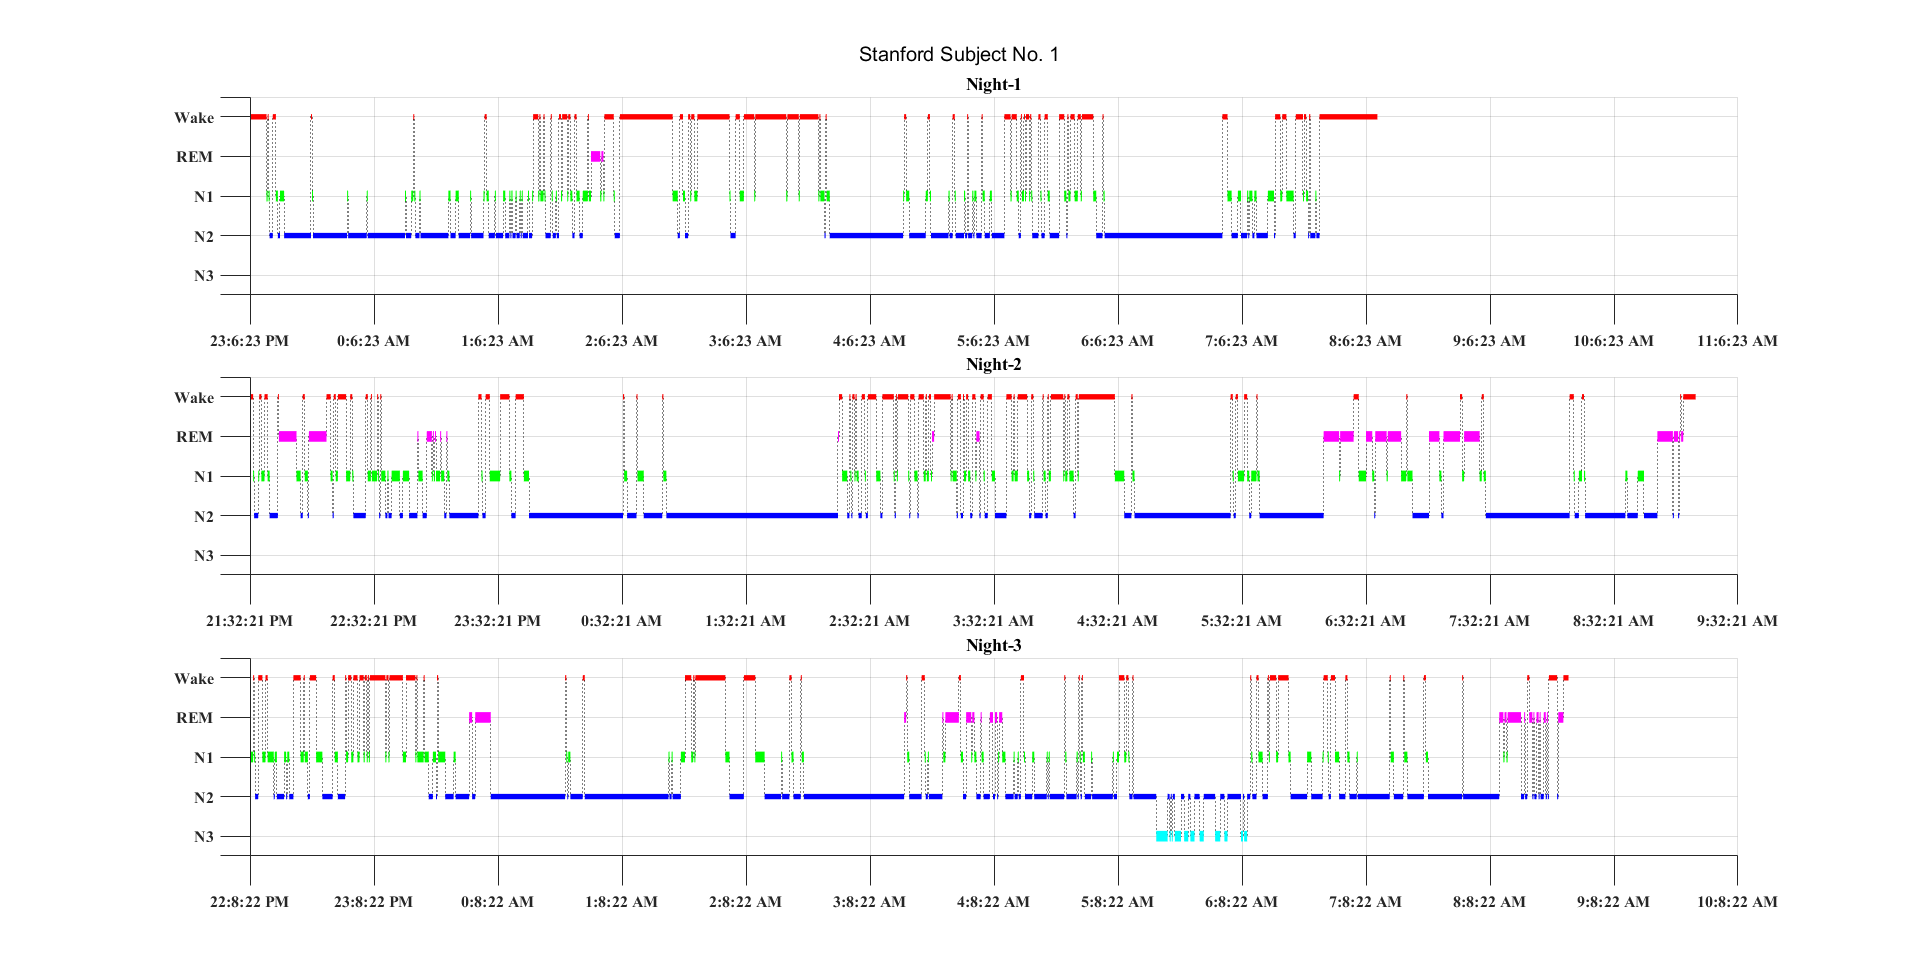 Stanford Subject No. 1
Night-1
Wake
REM
N1
N2
N3
23:6:23 PM 0:6:23 AM 1:6:23 AM 2:6:23 AM 3:6:23 AM 4:6:23 AM 5:6:23 AM 6:6:23 AM 7:6:23 AM 8:6:23 AM 9:6:23 AM 10:6:23 AM 11:6:23 AM
Night-2
Wake
REM
N1
N2
N3
21:32:21 PM 22:32:21 PM 23:32:21 PM 0:32:21 AM 1:32:21 AM 2:32:21 AM 3:32:21 AM 4:32:21 AM 5:32:21 AM 6:32:21 AM 7:32:21 AM 8:32:21 AM 9:32:21 AM
Night-3
Wake
REM
N1
N2
N3
22:8:22 PM 23:8:22 PM 0:8:22 AM 1:8:22 AM 2:8:22 AM 3:8:22 AM 4:8:22 AM 5:8:22 AM 6:8:22 AM 7:8:22 AM 8:8:22 AM 9:8:22 AM 10:8:22 AM